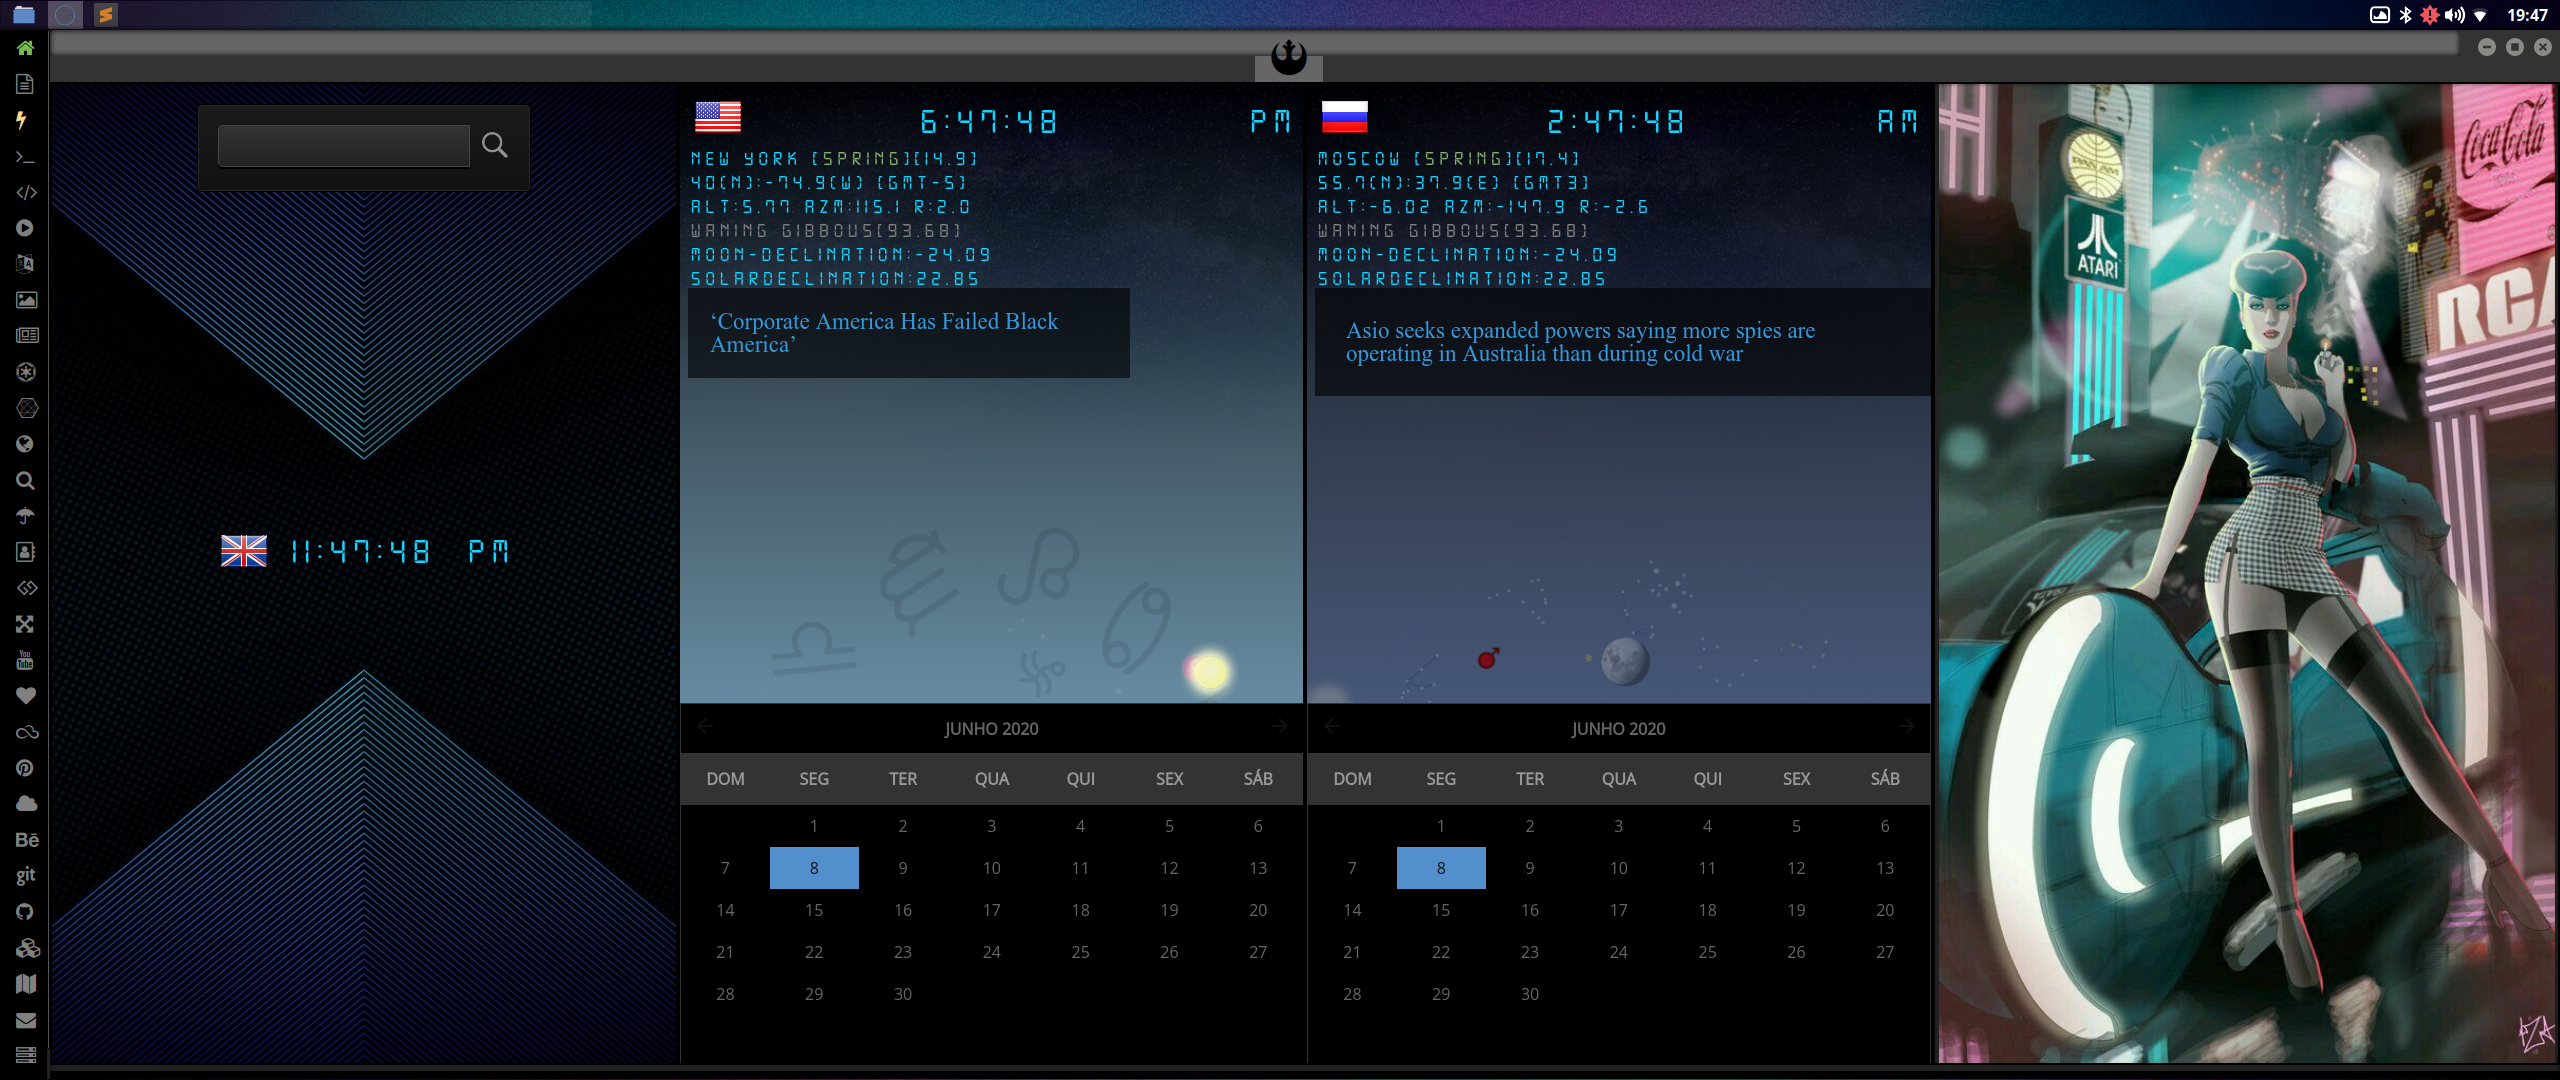 19:47
6:47:48 PM
NEW YORK [SPRING][14.9]
40(N):-74.9(W) [GMT-5]
ALT:5.77 AZM:115.1 R:2.0
WANING GIBBOUS[93.68]
MOON-DECLINATION:-24.09
SOLARDECLINATION:22.85
‘Corporate America Has Failed Black
America’
JUNHO 2020
DOM SEG TER QUA QUI SEX SÁB
1 2 3 4 5 6
7 8 9 10 11 12 13
14 15 16 17 18 19 20
21 22 23 24 25 26 27
28 29 30
2:47:48 AM
MOSCOW [SPRING][17.4]
55.7(N):37.9(E) [GMT3]
ALT:-6.02 AZM:-147.9 R:-2.6
WANING GIBBOUS[93.68]
MOON-DECLINATION:-24.09
SOLARDECLINATION:22.85
Asio seeks expanded powers saying more spies are
operating in Australia than during cold war
JUNHO 2020
DOM SEG TER QUA QUI SEX SÁB
1 2 3 4 5 6
7 8 9 10 11 12 13
14 15 16 17 18 19 20
21 22 23 24 25 26 27
28 29 30
11:47:48 PM
You
Tube
Bē
git
PAN AM
ATARI
Coca-Cola
RCA